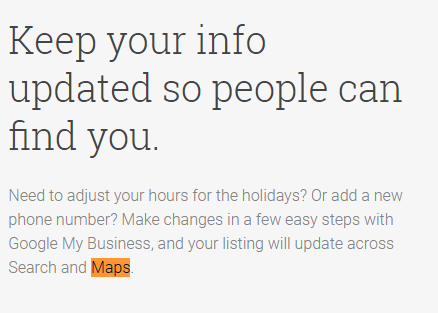 Keep your info
updated so people can
find you.
Need to adjust your hours for the holidays? Or add a new
phone number? Make changes in a few easy steps with
Google My Business, and your listing will update across
Search and Maps.